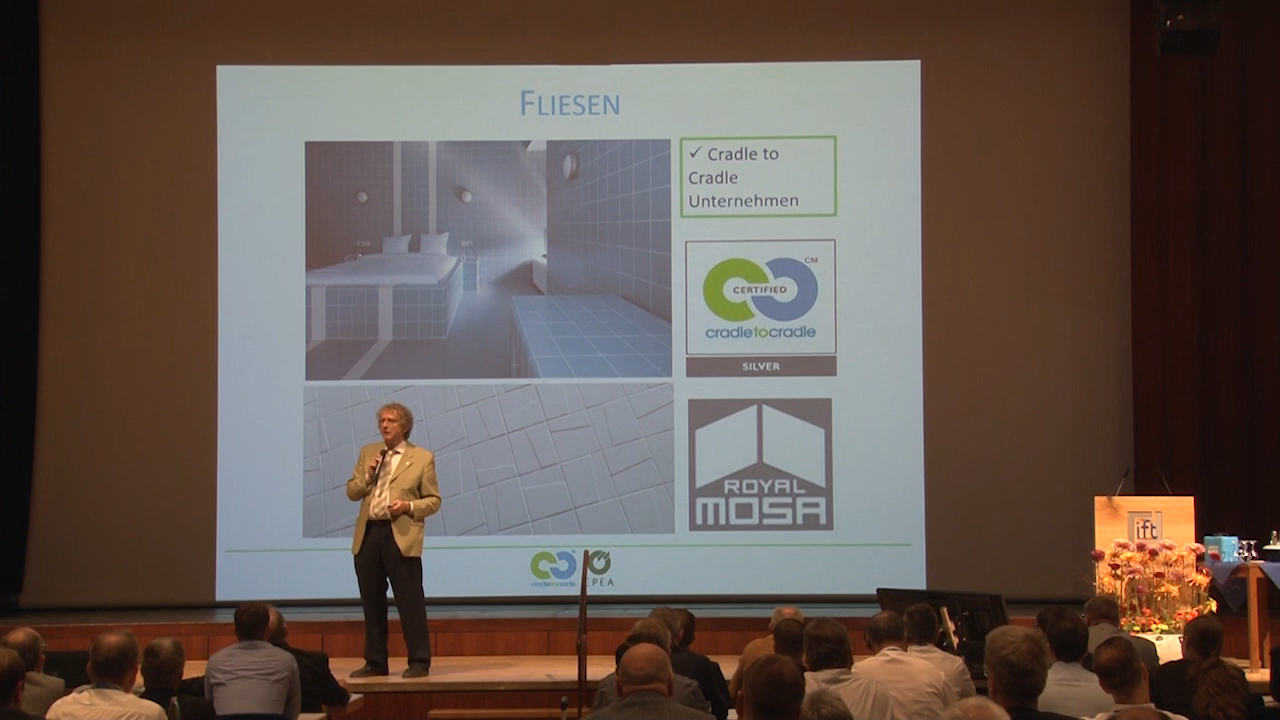 FLIESEN
✓ Cradle to
Cradle
Unternehmen
CM
CERTIFIED
cradletocradle
SILVER
ROYAL
MOSA
cradletocradle
EPEA
ift